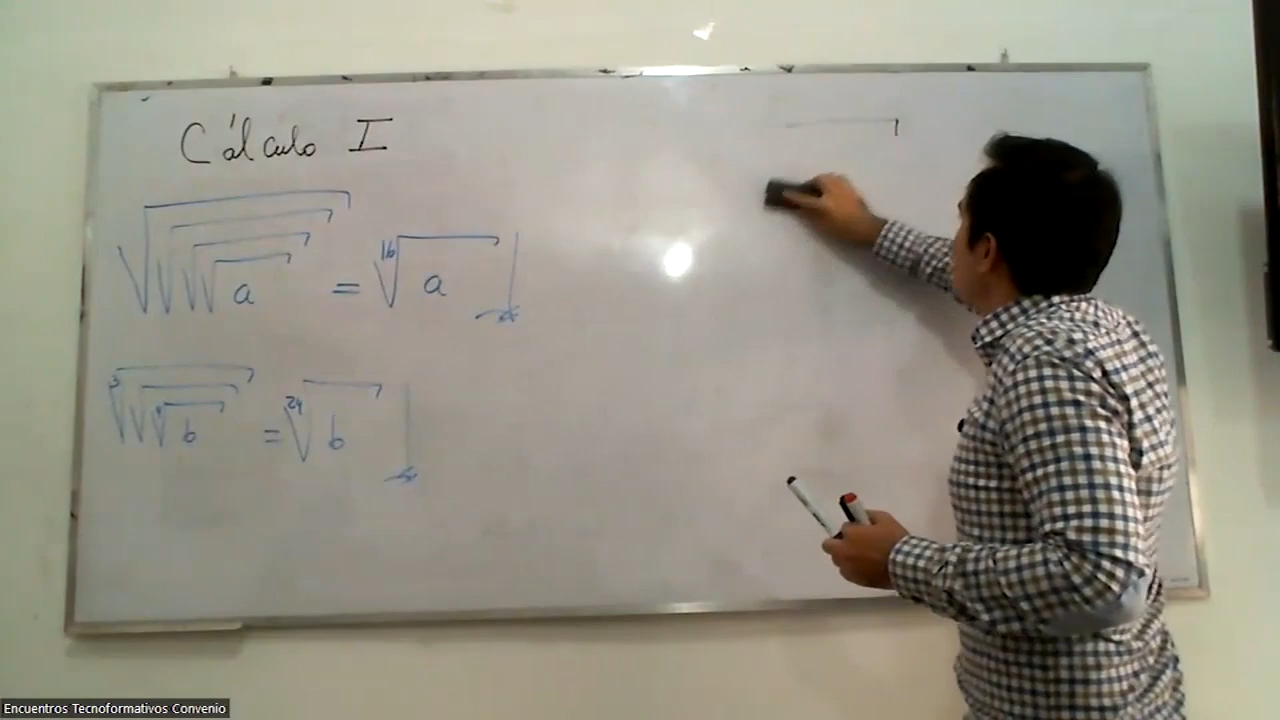 Cálculo I
√√√√a = ¹⁶√a
³√√⁴√b = ²⁴√b
Encuentros Tecnoformativos Convenio